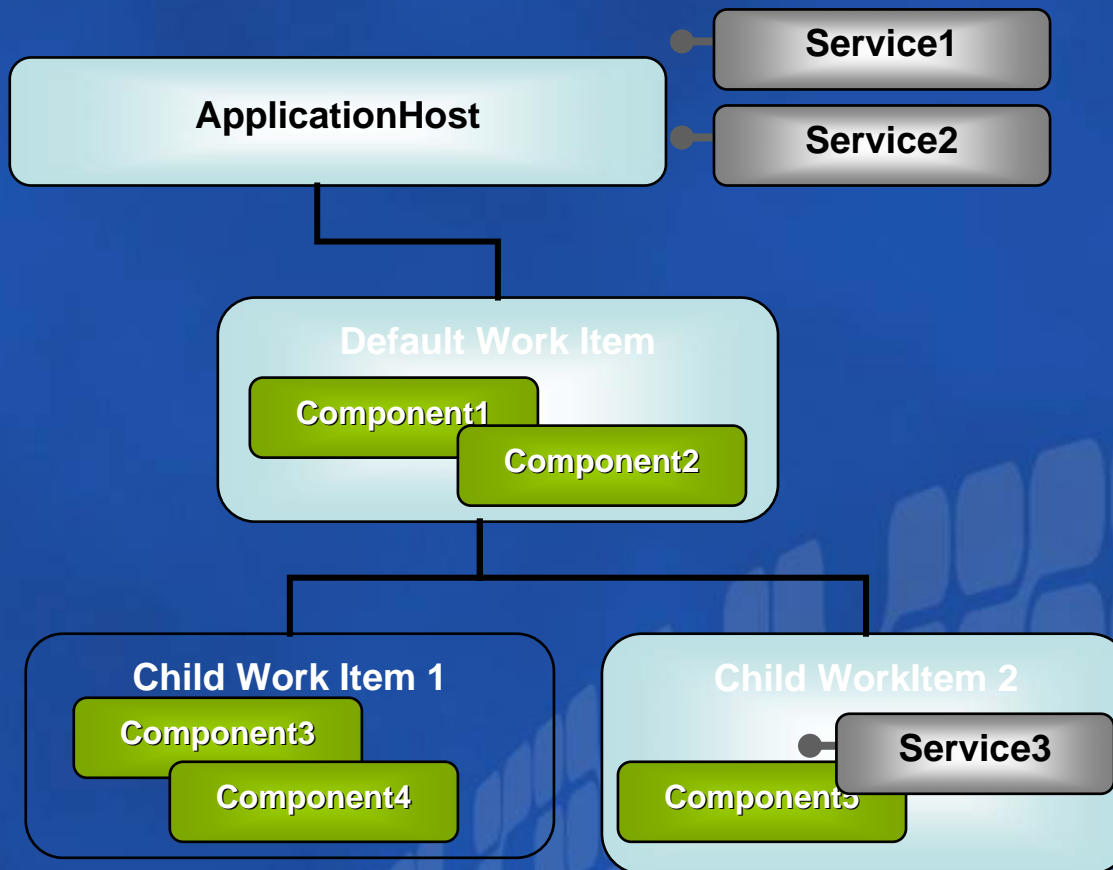 Service1
ApplicationHost
Service2
Default Work Item
Component1
Component2
Child Work Item 1
Child WorkItem 2
Component3
Service3
Component4
Component5